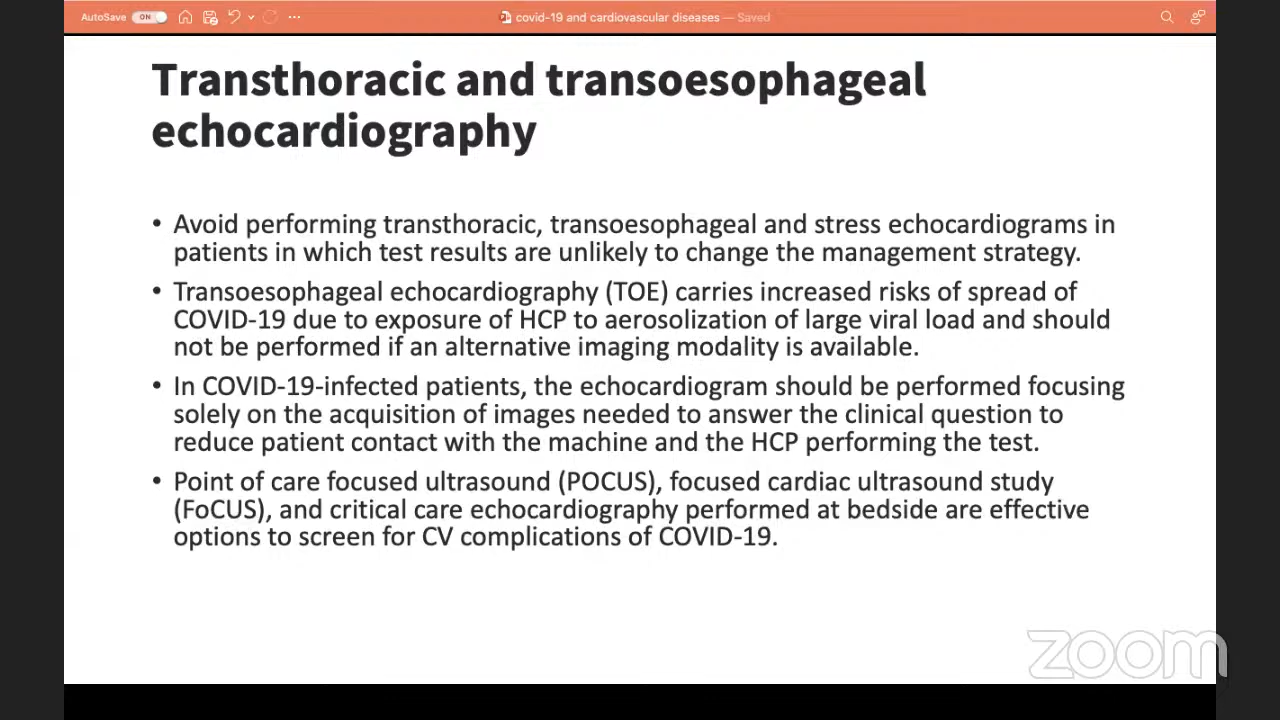 AutoSave ON covid-19 and cardiovascular diseases — Saved
Transthoracic and transoesophageal
echocardiography
• Avoid performing transthoracic, transoesophageal and stress echocardiograms in
patients in which test results are unlikely to change the management strategy.
• Transoesophageal echocardiography (TOE) carries increased risks of spread of
COVID-19 due to exposure of HCP to aerosolization of large viral load and should
not be performed if an alternative imaging modality is available.
• In COVID-19-infected patients, the echocardiogram should be performed focusing
solely on the acquisition of images needed to answer the clinical question to
reduce patient contact with the machine and the HCP performing the test.
• Point of care focused ultrasound (POCUS), focused cardiac ultrasound study
(FoCUS), and critical care echocardiography performed at bedside are effective
options to screen for CV complications of COVID-19.
zoom